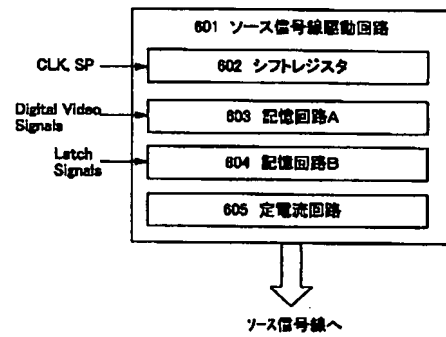 601 ソース信号線駆動回路
CLK, SP
602 シフトレジスタ
Digital Video
Signals
603 記憶回路A
Latch
Signals
604 記憶回路B
605 定電流回路
ソース信号線へ